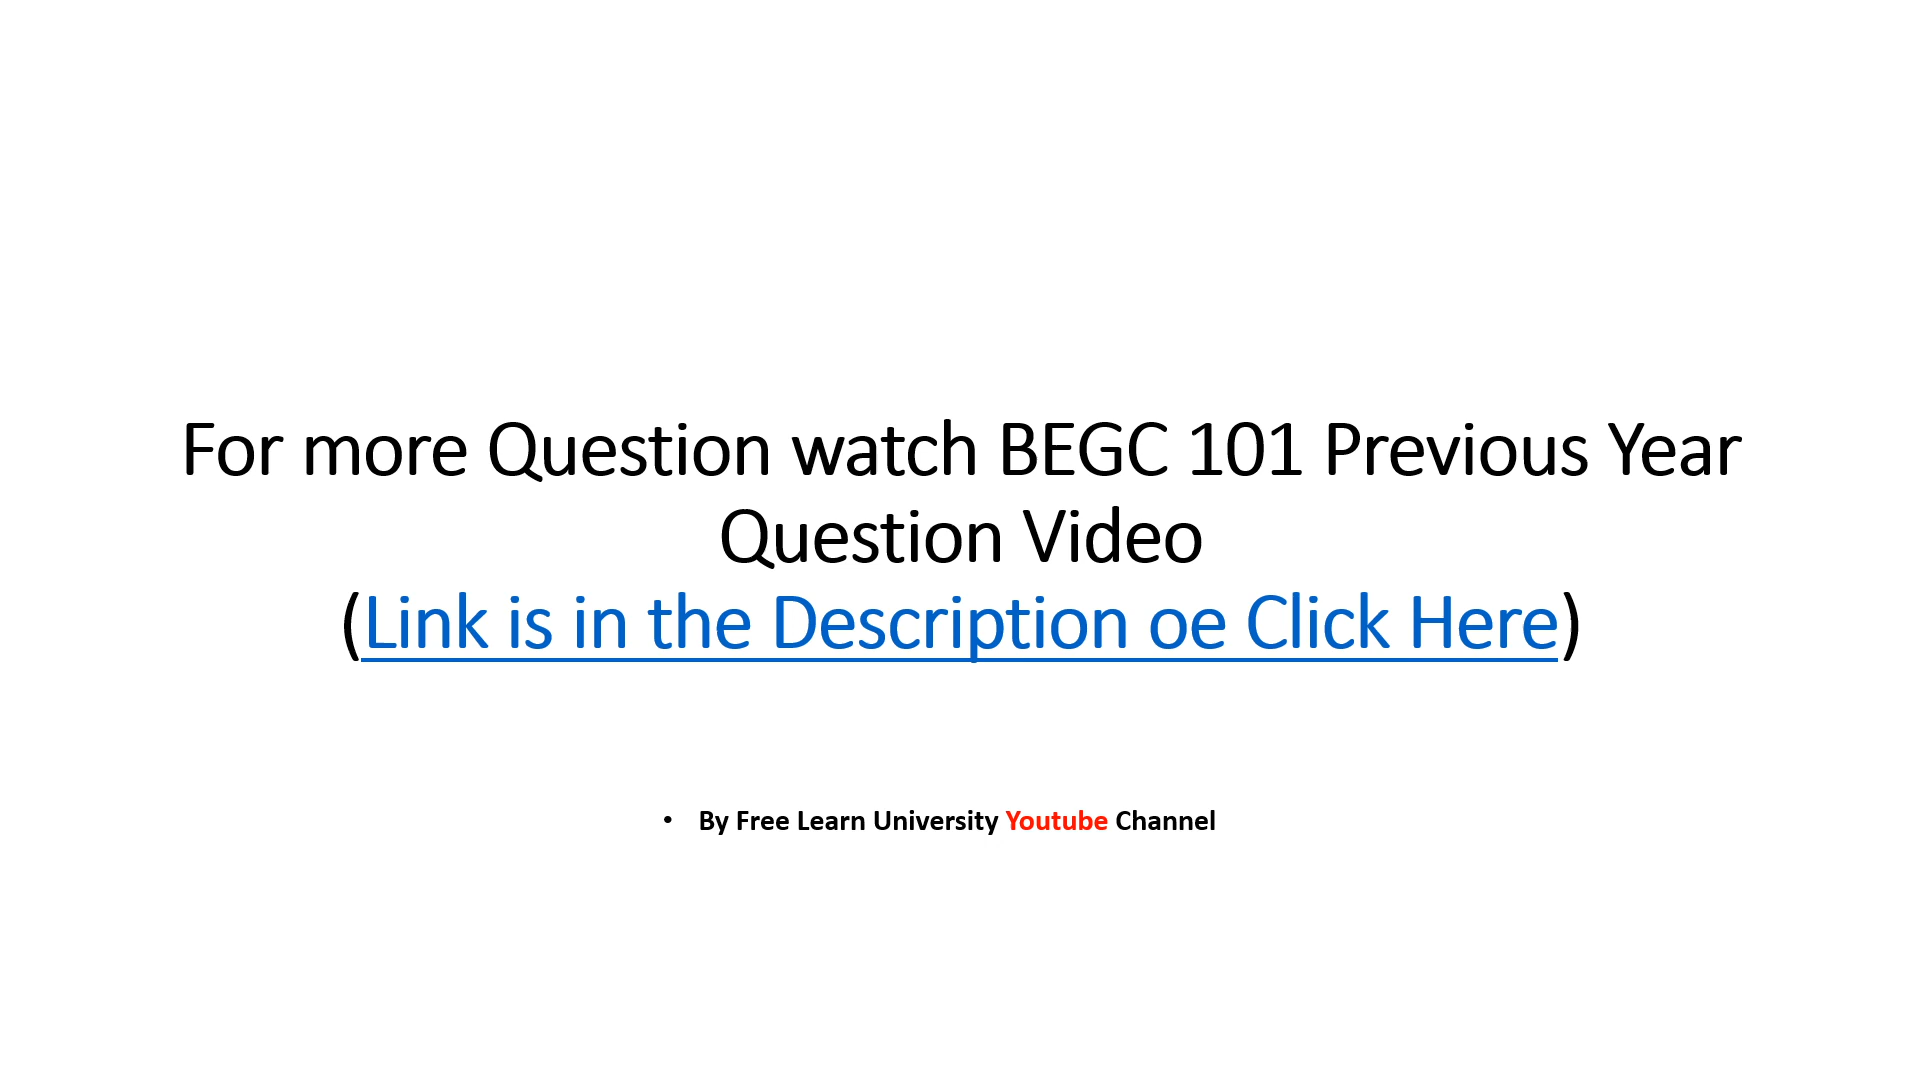 For more Question watch BEGC 101 Previous Year
Question Video
(Link is in the Description oe Click Here)
• By Free Learn University Youtube Channel